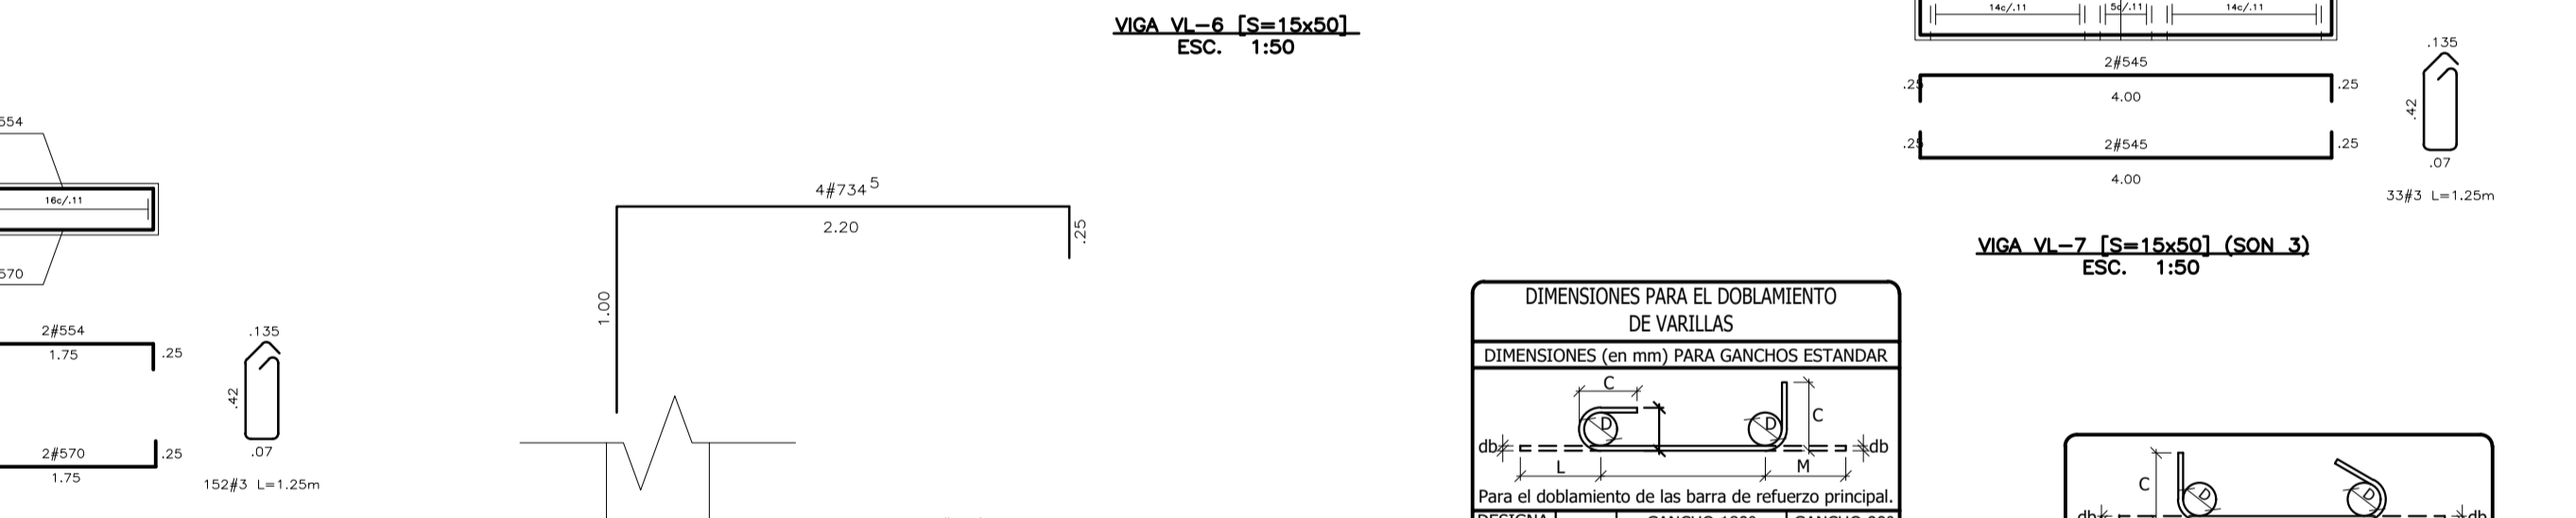 VIGA VL-6 [S=15x50]
ESC. 1:50
14c/.11
5c/.11
14c/.11
2#545
.25
4.00
.25
.25
2#545
.25
4.00
.135
.42
.07
33#3 L=1.25m
VIGA VL-7 [S=15x50] (SON 3)
ESC. 1:50
554
16c/.11
570
2#554
1.75
.25
2#570
1.75
.25
.135
.42
.07
152#3 L=1.25m
4#734 5
2.20
.25
1.00
DIMENSIONES PARA EL DOBLAMIENTO
DE VARILLAS
DIMENSIONES (en mm) PARA GANCHOS ESTANDAR
C
D
D
C
db
db
L
M
Para el doblamiento de las barra de refuerzo principal.
C
D
D
db
db